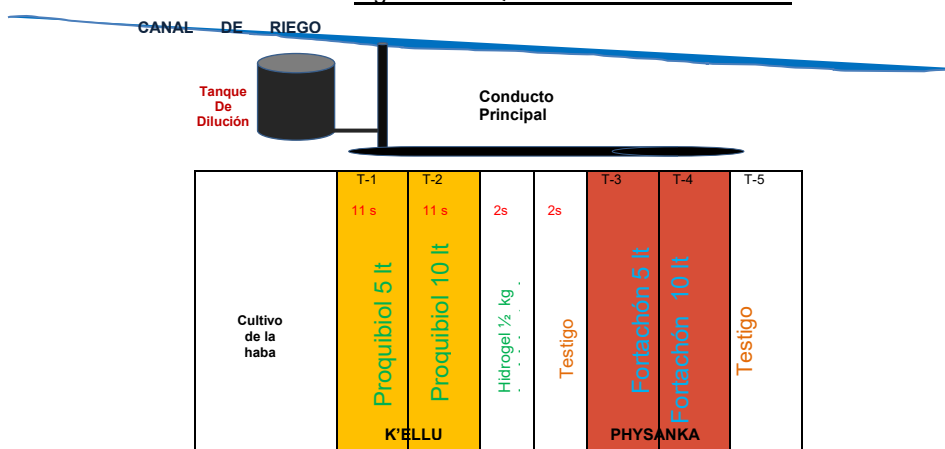 CANAL DE RIEGO
Tanque
De
Dilución
Conducto
Principal
T-1
T-2
T-3
T-4
T-5
11 s
11 s
2s
2s
Cultivo
de la
haba
Proquibiol 5 lt
Proquibiol 10 lt
Hidrogel ½ kg
Testigo
Fortachón 5 lt
Fortachón 10 lt
Testigo
K'ELLU
PHYSANKA